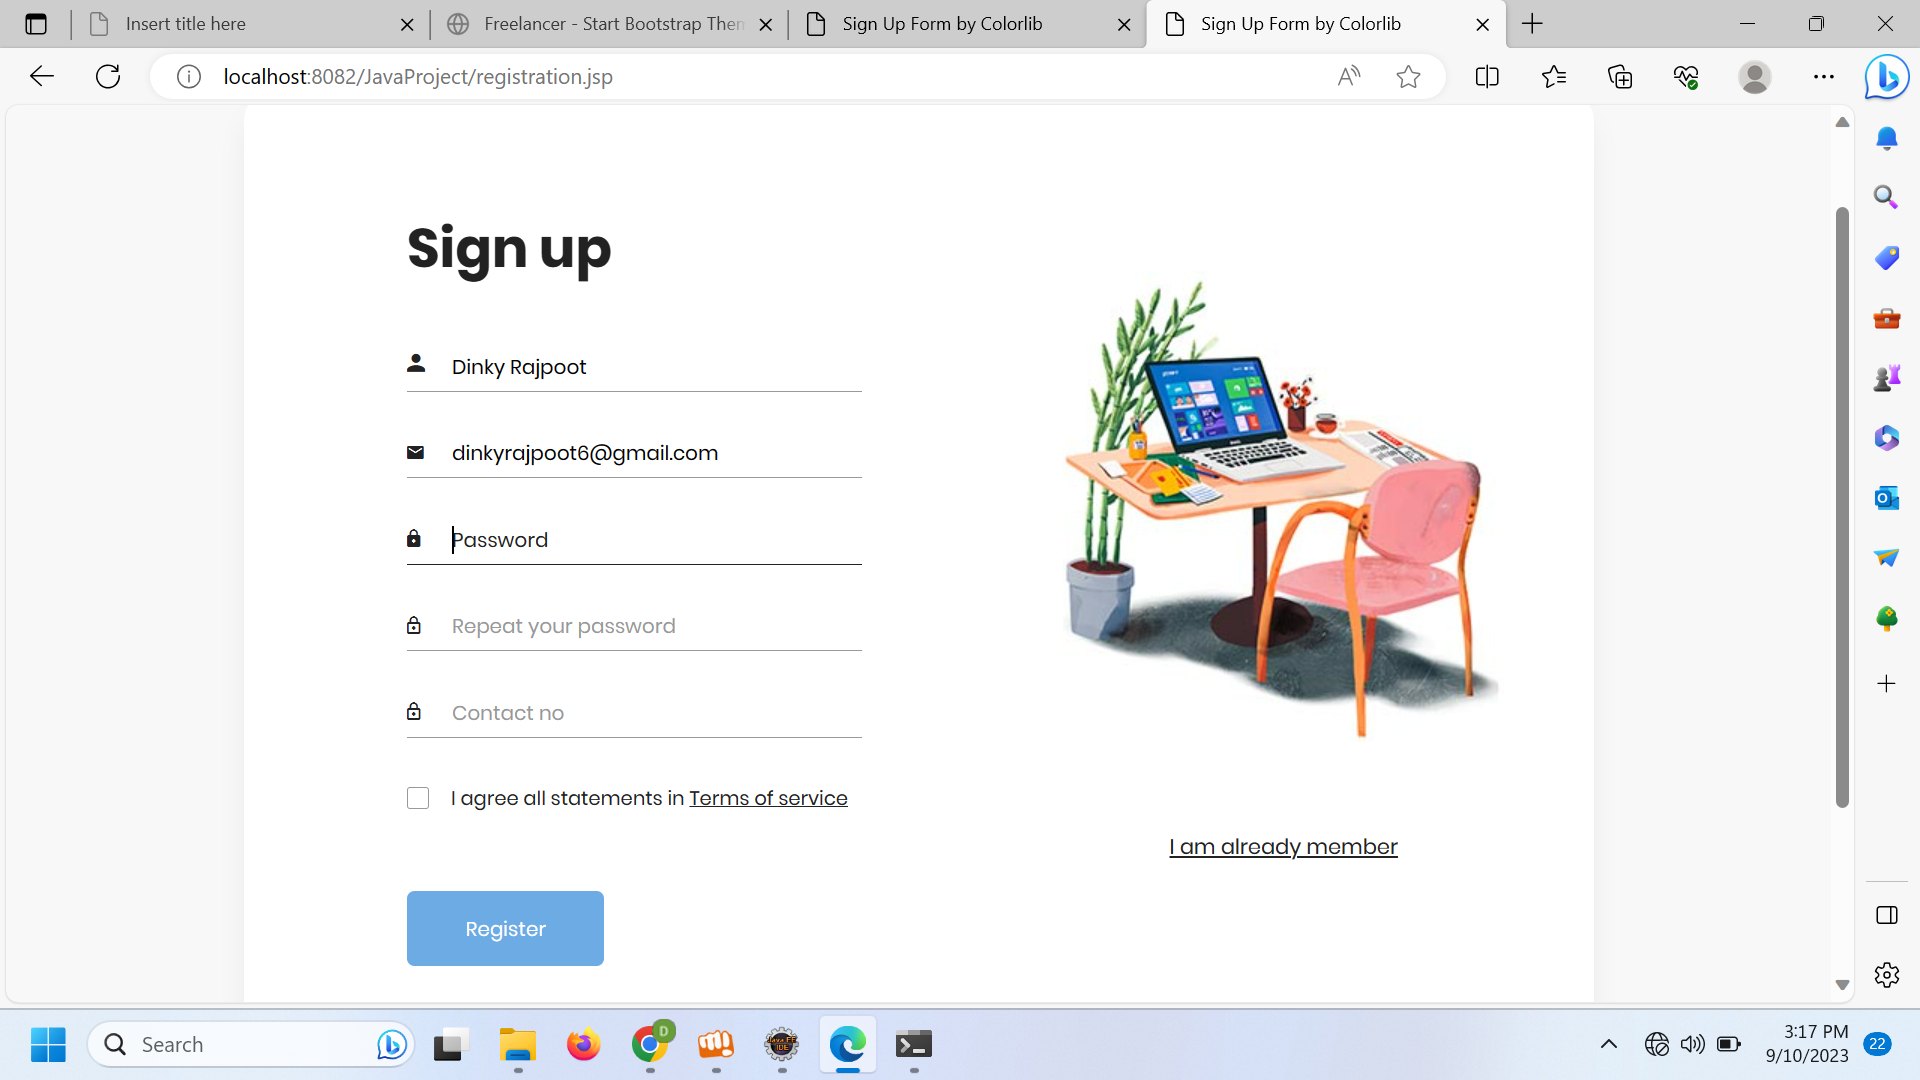 Insert title here
Freelancer - Start Bootstrap Then
Sign Up Form by Colorlib
Sign Up Form by Colorlib
localhost:8082/JavaProject/registration.jsp
Sign up
Dinky Rajpoot
dinkyrajpoot6@gmail.com
Password
Repeat your password
Contact no
I agree all statements in Terms of service
I am already member
Register
Search
D
3:17 PM
9/10/2023
22